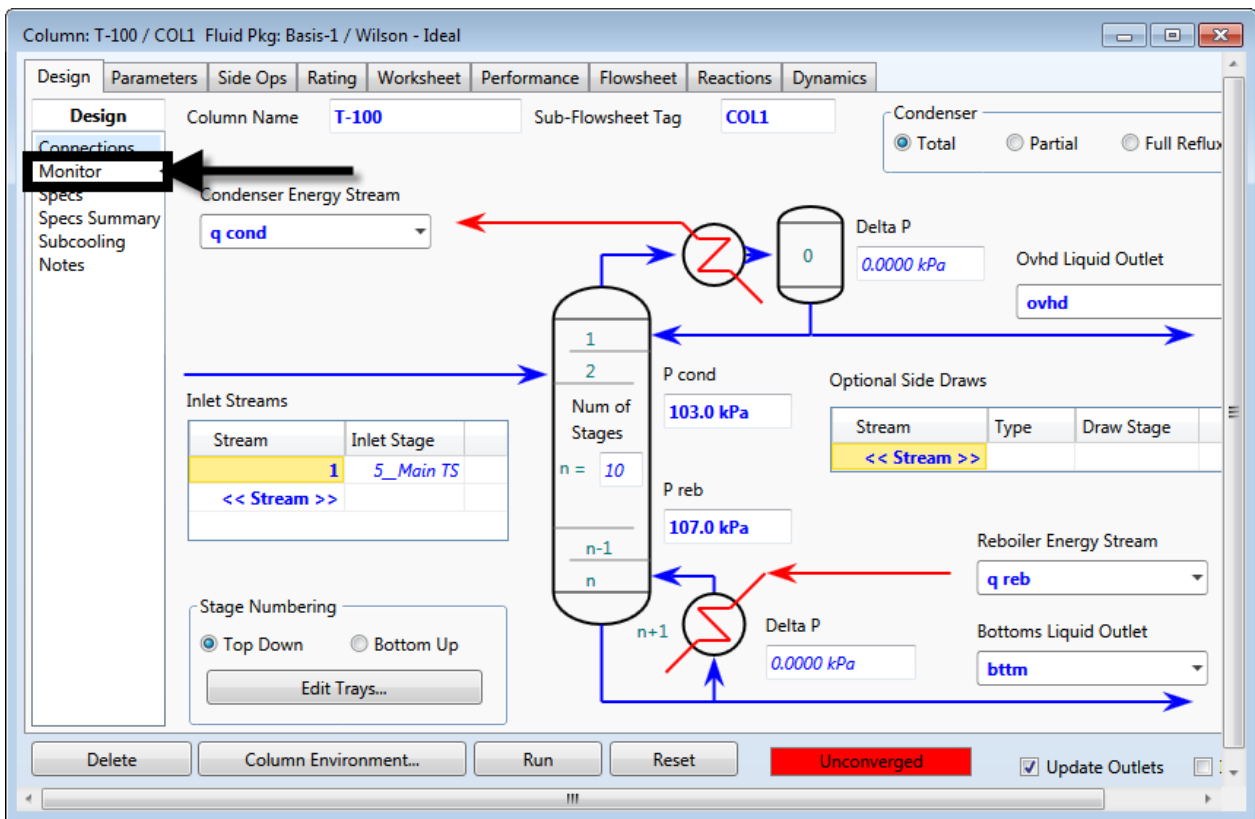 Column: T-100 / COL1 Fluid Pkg: Basis-1 / Wilson - Ideal
Design Parameters Side Ops Rating Worksheet Performance Flowsheet Reactions Dynamics
Design
Connections
Monitor
Specs
Specs Summary
Subcooling
Notes
Column Name T-100 Sub-Flowsheet Tag COL1
Condenser
Total Partial Full Reflux
Condenser Energy Stream
q cond
0
Delta P
0.0000 kPa
Ovhd Liquid Outlet
ovhd
1
2
Num of
Stages
n = 10
n-1
n
n+1
P cond
103.0 kPa
P reb
107.0 kPa
Optional Side Draws
Stream Type Draw Stage
<< Stream >>
Inlet Streams
Stream Inlet Stage
1 5__Main TS
<< Stream >>
Stage Numbering
Top Down Bottom Up
Edit Trays...
Reboiler Energy Stream
q reb
Delta P
0.0000 kPa
Bottoms Liquid Outlet
bttm
Delete Column Environment... Run Reset Unconverged Update Outlets